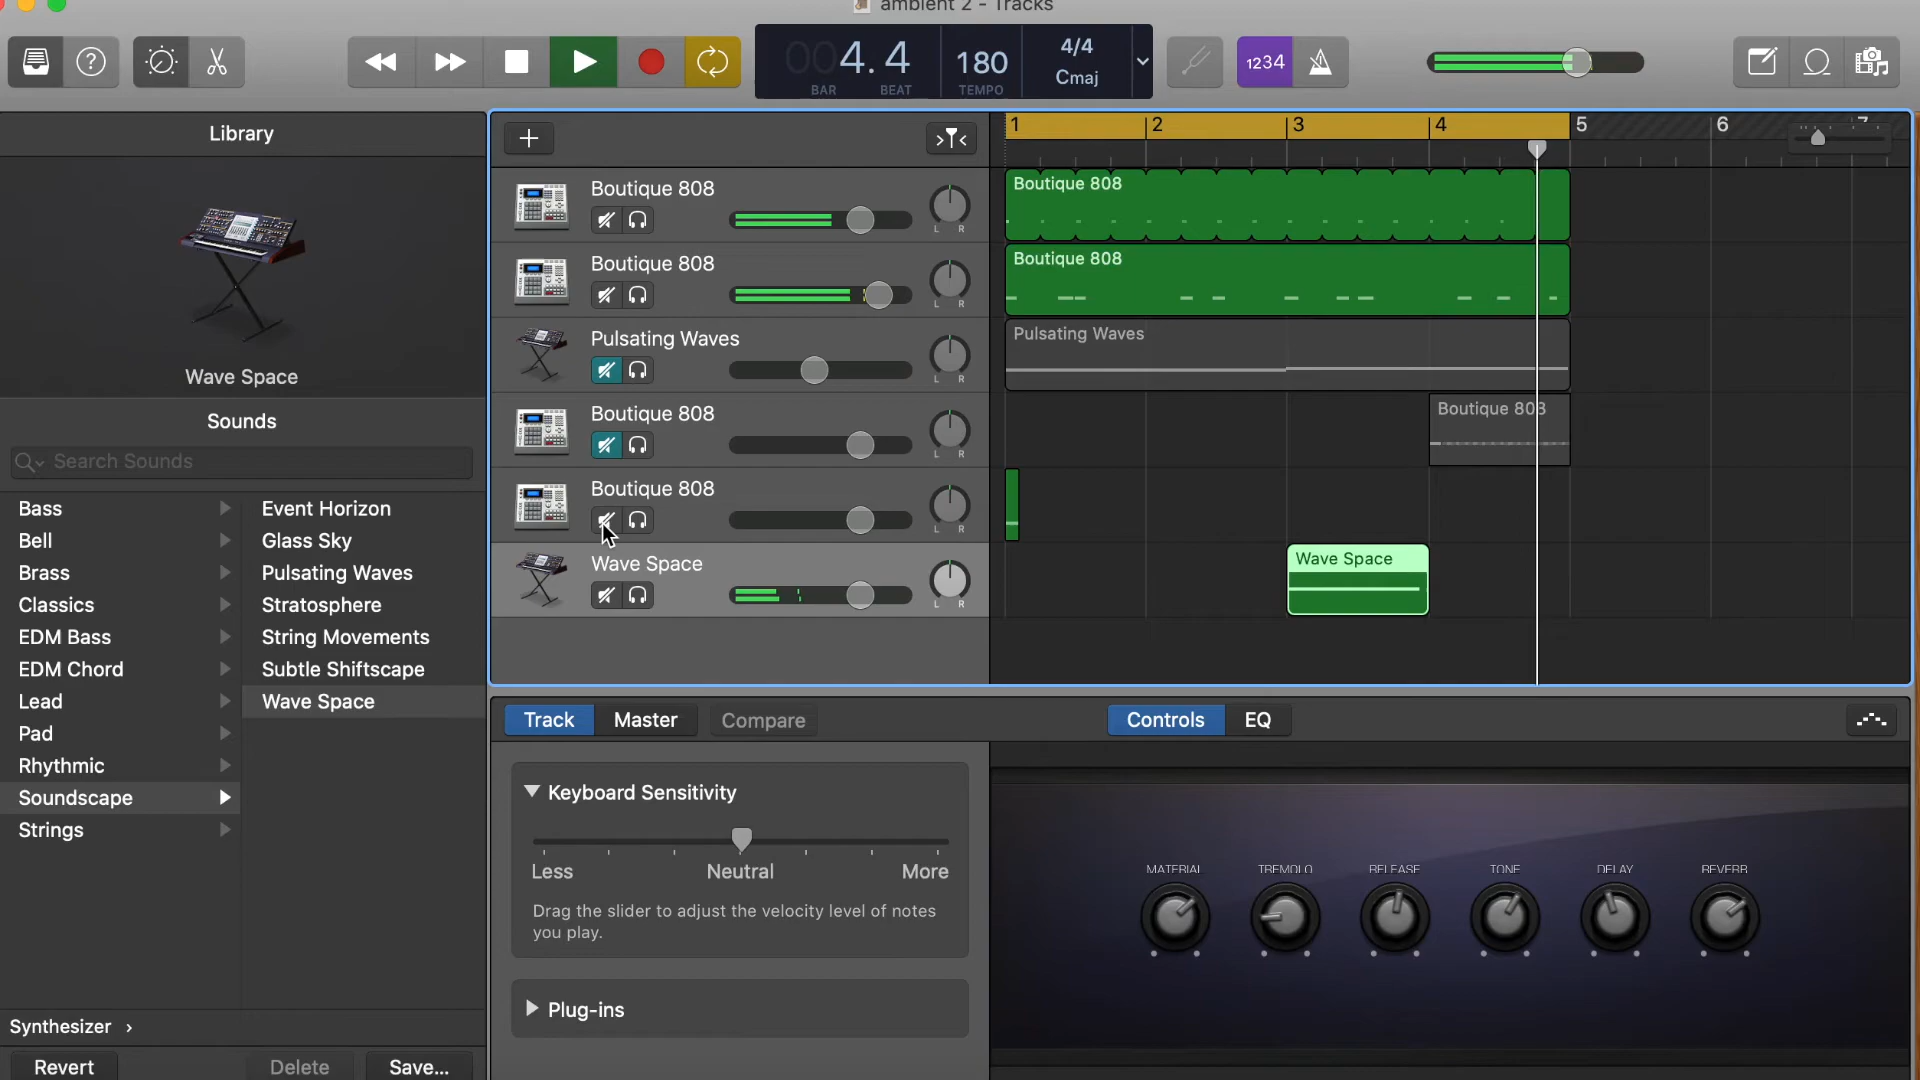 ambient 2 - Tracks
004. 4
BAR
BEAT
180
TEMPO
4/4
Cmaj
1234
Library
Wave Space
Sounds
Search Sounds
Bass
Bell
Brass
Classics
EDM Bass
EDM Chord
Lead
Pad
Rhythmic
Soundscape
Strings
Event Horizon
Glass Sky
Pulsating Waves
Stratosphere
String Movements
Subtle Shiftscape
Wave Space
Synthesizer ›
Revert
Delete
Save...
1
2
3
4
5
6
7
Boutique 808
L R
Boutique 808
L R
Pulsating Waves
L R
Boutique 808
L R
Boutique 808
L R
Wave Space
L R
Boutique 808
Boutique 808
Pulsating Waves
Boutique 808
Wave Space
Track
Master
Compare
Controls
EQ
Keyboard Sensitivity
Less
Neutral
More
Drag the slider to adjust the velocity level of notes
you play.
Plug-ins
MATERIAL
TREMOLO
RELEASE
TONE
DELAY
REVERB